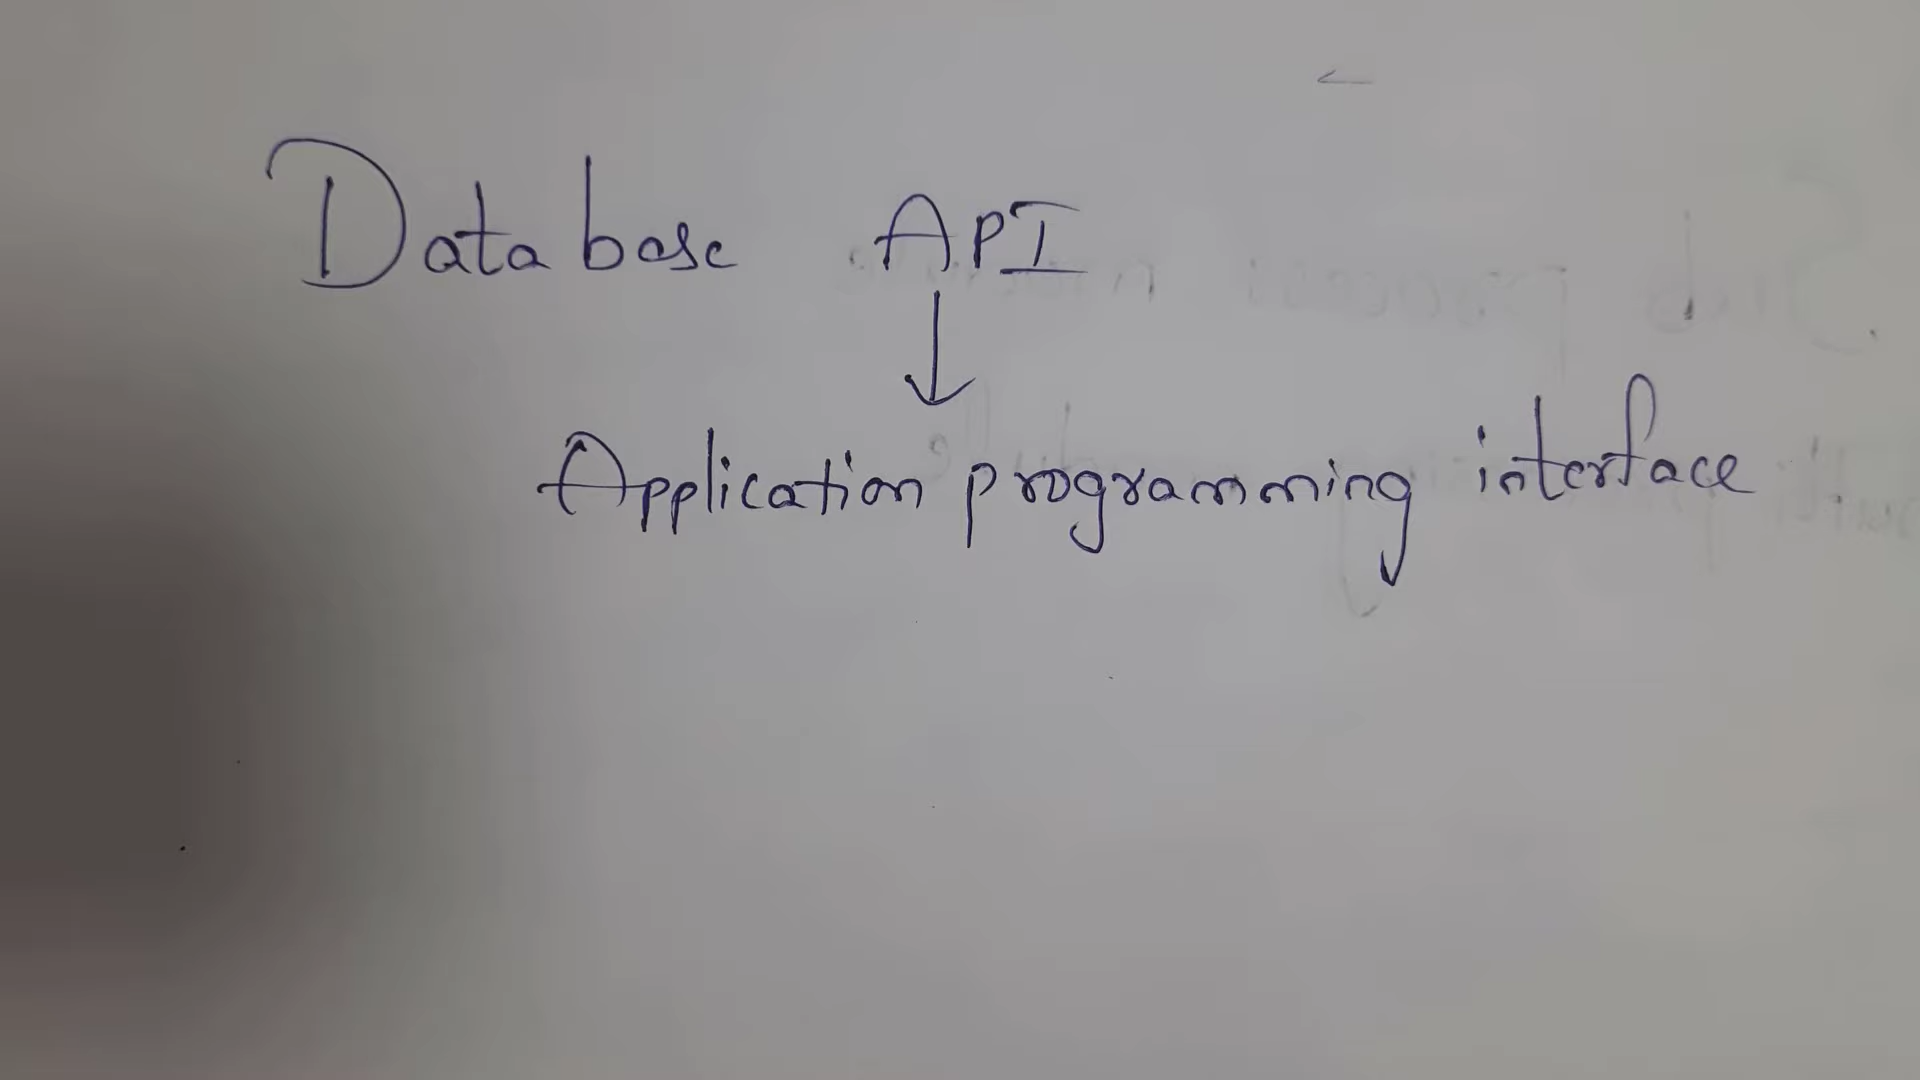 Database API
↓
Application programming interface